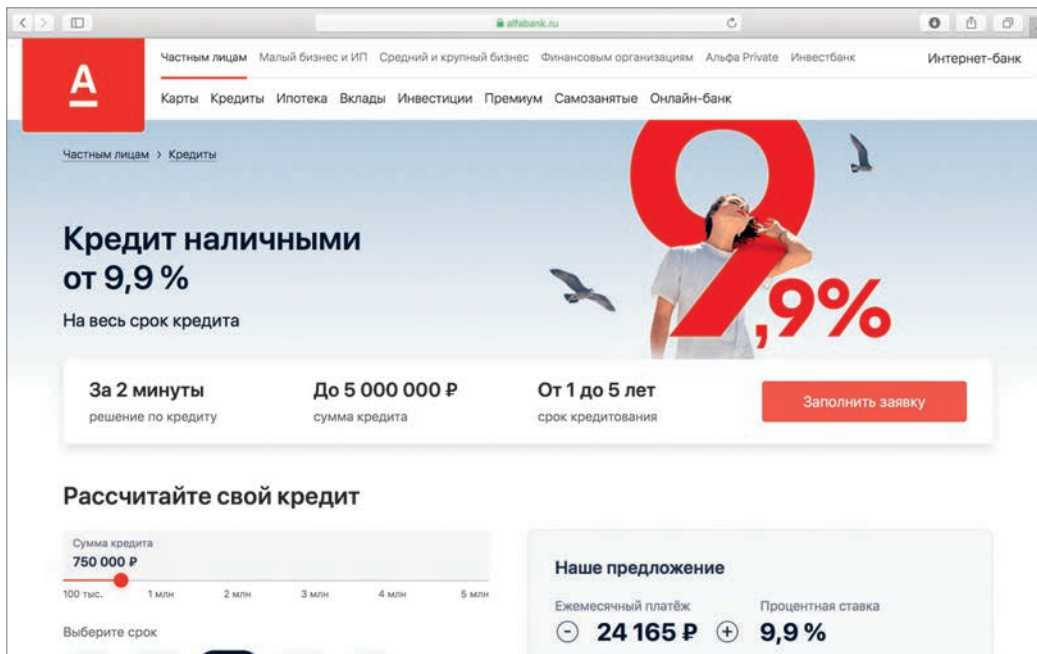 alfabank.ru
Частным лицам Малый бизнес и ИП Средний и крупный бизнес Финансовым организациям Альфа Private Инвестбанк Интернет-банк
А
Карты Кредиты Ипотека Вклады Инвестиции Премиум Самозанятые Онлайн-банк
Частным лицам > Кредиты
Кредит наличными
от 9,9 %
На весь срок кредита
9,9%
За 2 минуты До 5 000 000 ₽ От 1 до 5 лет
решение по кредиту сумма кредита срок кредитования
Заполнить заявку
Рассчитайте свой кредит
Сумма кредита
750 000 ₽
100 тыс. 1 млн 2 млн 3 млн 4 млн 5 млн
Выберите срок
Наше предложение
Ежемесячный платёж Процентная ставка
- 24 165 ₽ + 9,9 %